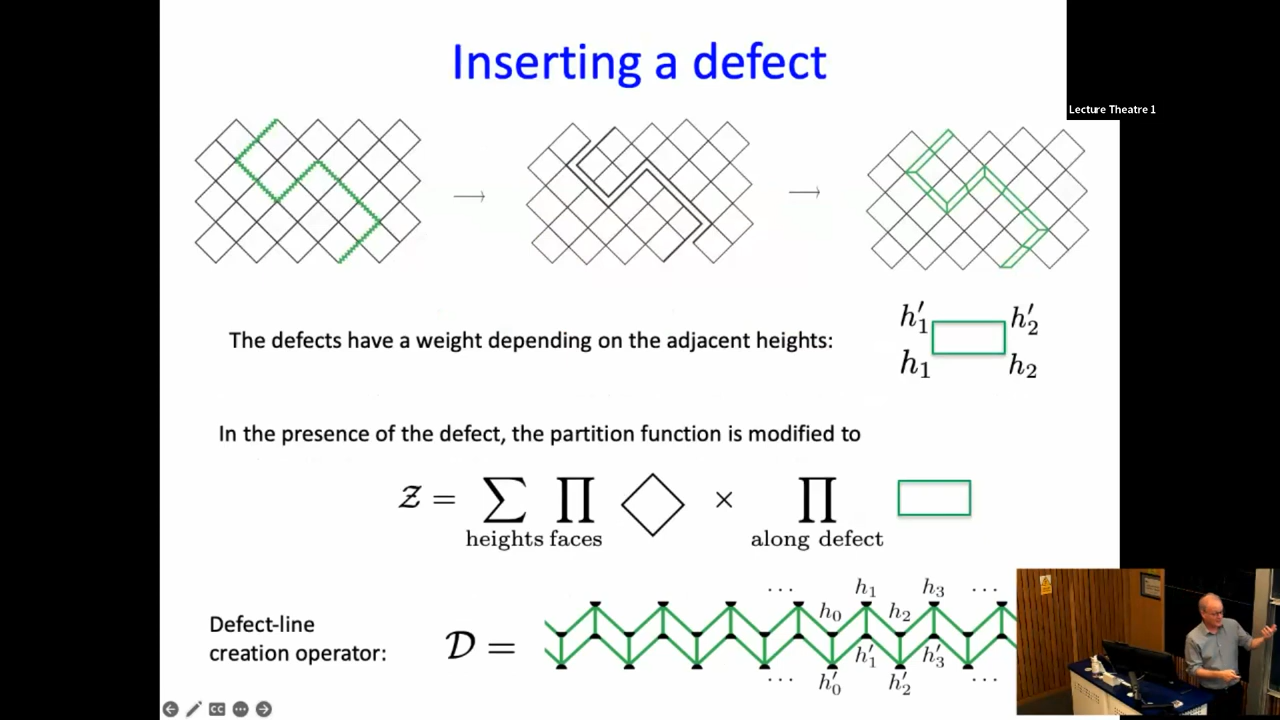 Inserting a defect
Lecture Theatre 1
→ →
The defects have a weight depending on the adjacent heights:
h′₁ h′₂
h₁ h₂
In the presence of the defect, the partition function is modified to
𝒵 = ∑ ∏ × ∏
heights faces along defect
Defect-line
creation operator:
𝒟 =
⋯ h₁ h₃ ⋯
h₀ h₂
h′₁ h′₃
⋯ h′₀ h′₂ ⋯
CC